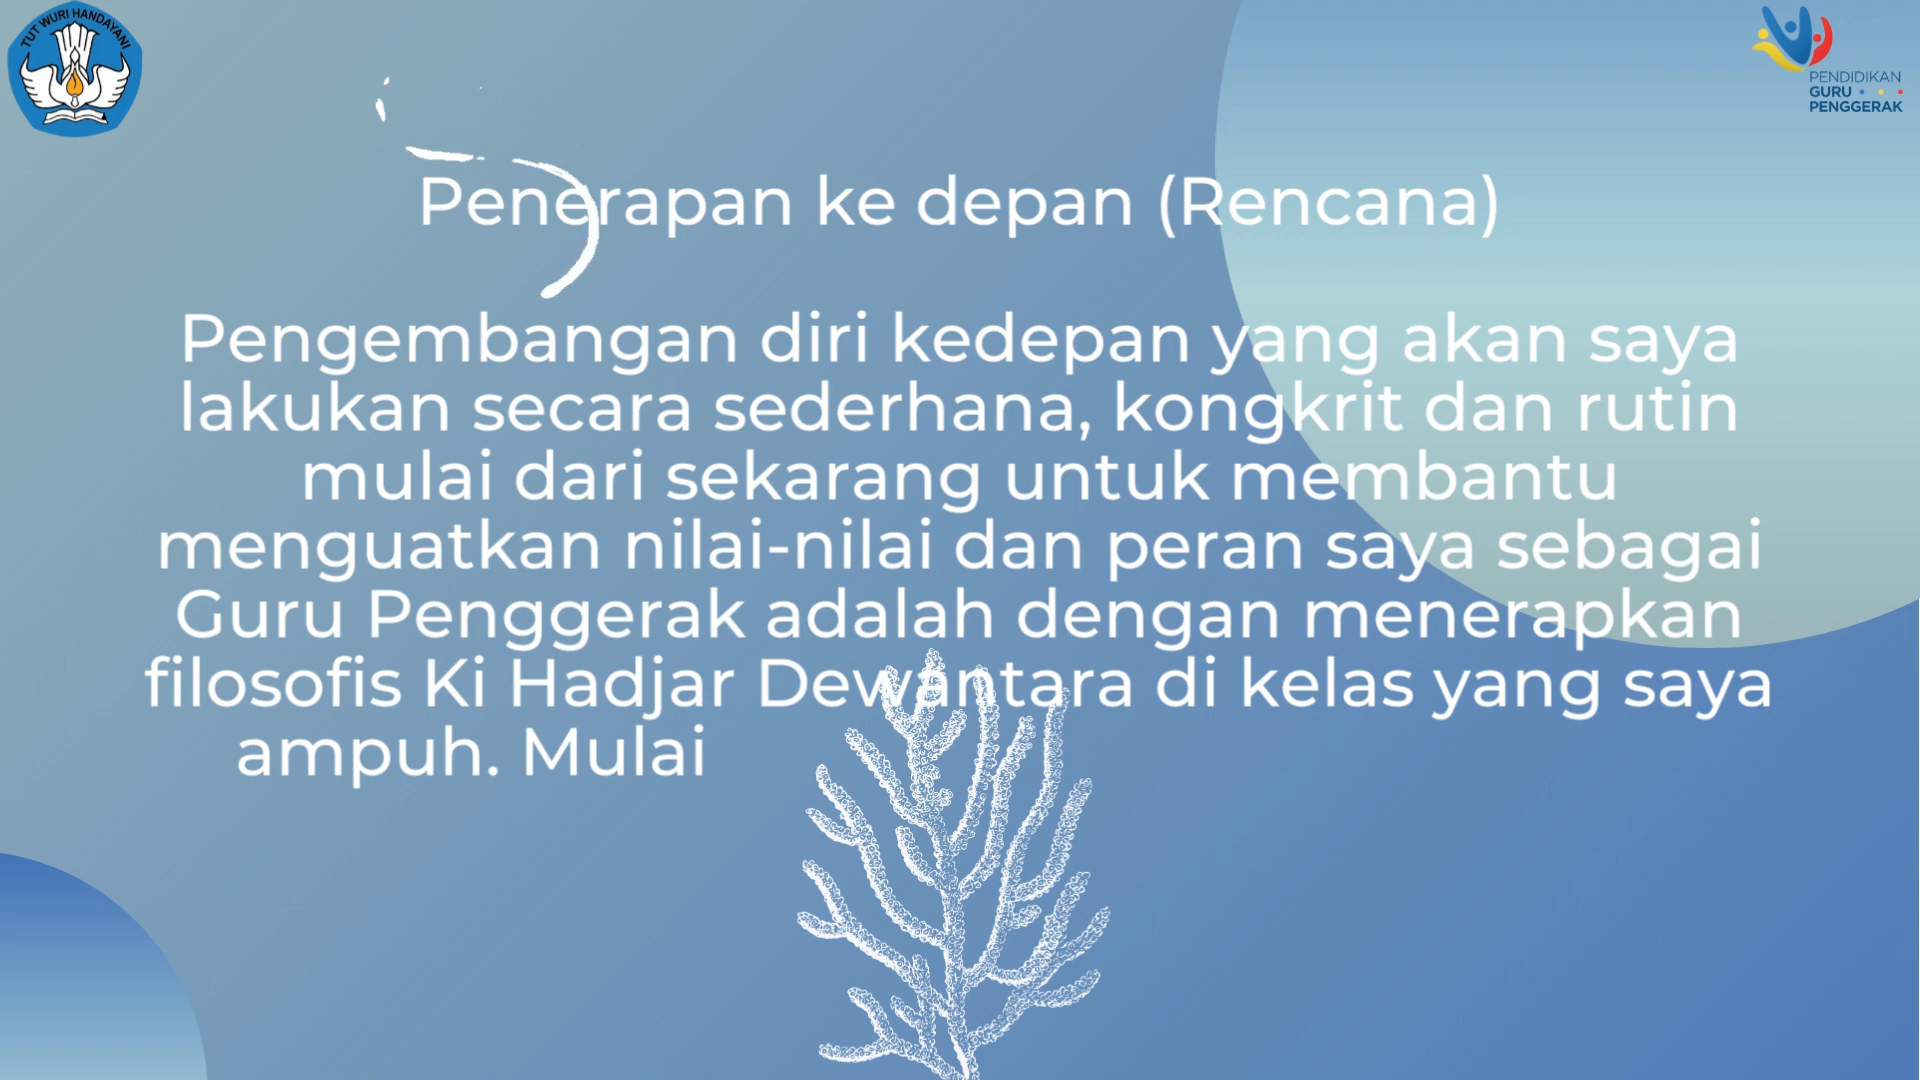 TUT WURI HANDAYANI
PENDIDIKAN
GURU
PENGGERAK
Penerapan ke depan (Rencana)
Pengembangan diri kedepan yang akan saya
lakukan secara sederhana, kongkrit dan rutin
mulai dari sekarang untuk membantu
menguatkan nilai-nilai dan peran saya sebagai
Guru Penggerak adalah dengan menerapkan
filosofis Ki Hadjar Dewantara di kelas yang saya
ampuh. Mulai